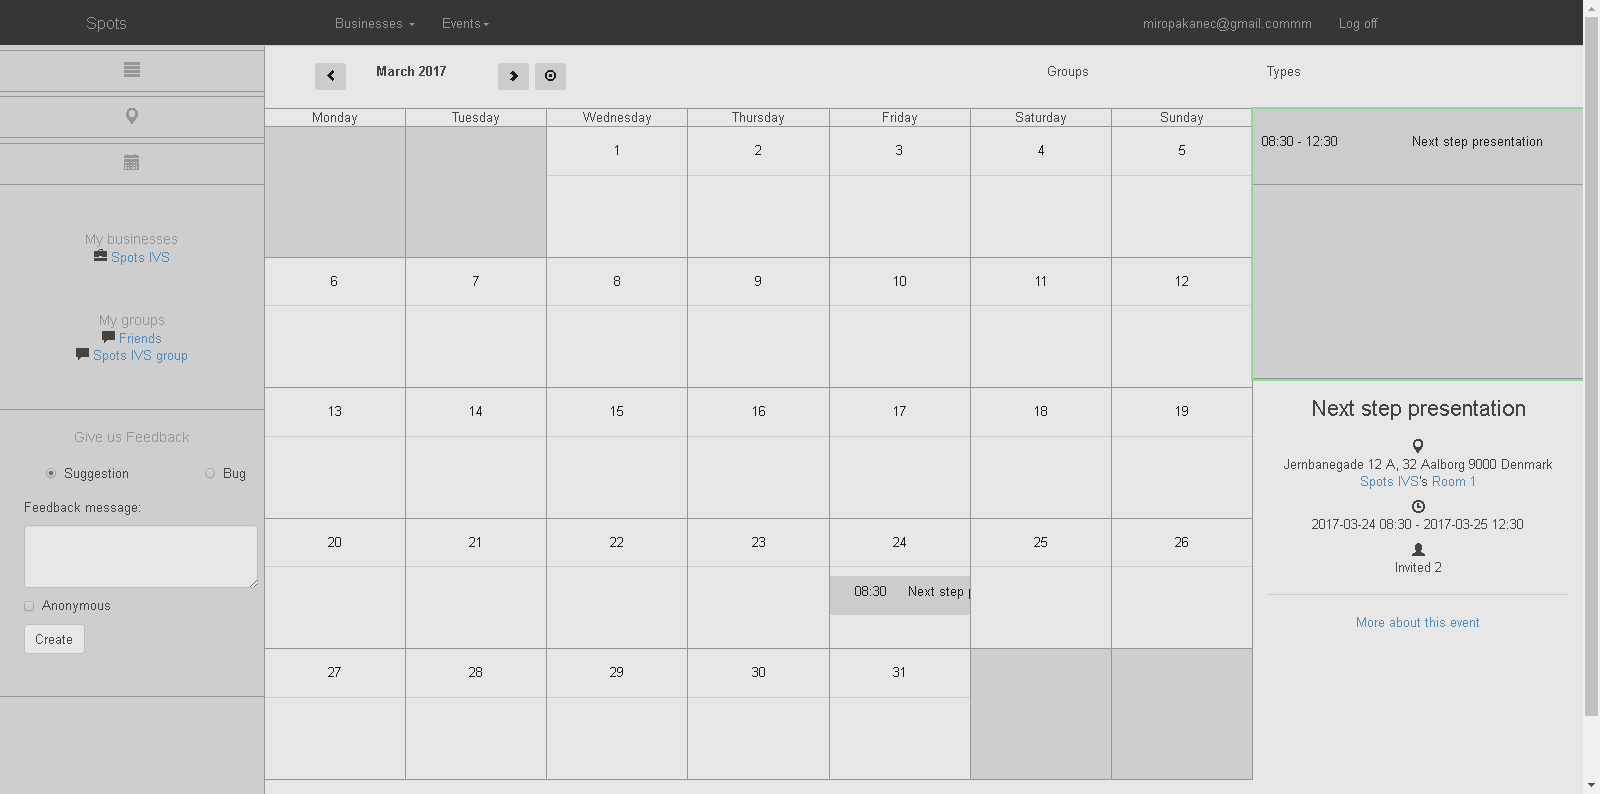 Spots Businesses Events miropakanec@gmail.commm Log off
March 2017 Groups Types
Monday Tuesday Wednesday Thursday Friday Saturday Sunday
1 2 3 4 5
6 7 8 9 10 11 12
13 14 15 16 17 18 19
20 21 22 23 24 25 26
08:30 Next step
27 28 29 30 31
My businesses
Spots IVS
My groups
Friends
Spots IVS group
Give us Feedback
Suggestion Bug
Feedback message:
Anonymous
Create
08:30 - 12:30 Next step presentation
Next step presentation
Jernbanegade 12 A, 32 Aalborg 9000 Denmark
Spots IVS's Room 1
2017-03-24 08:30 - 2017-03-25 12:30
Invited 2
More about this event